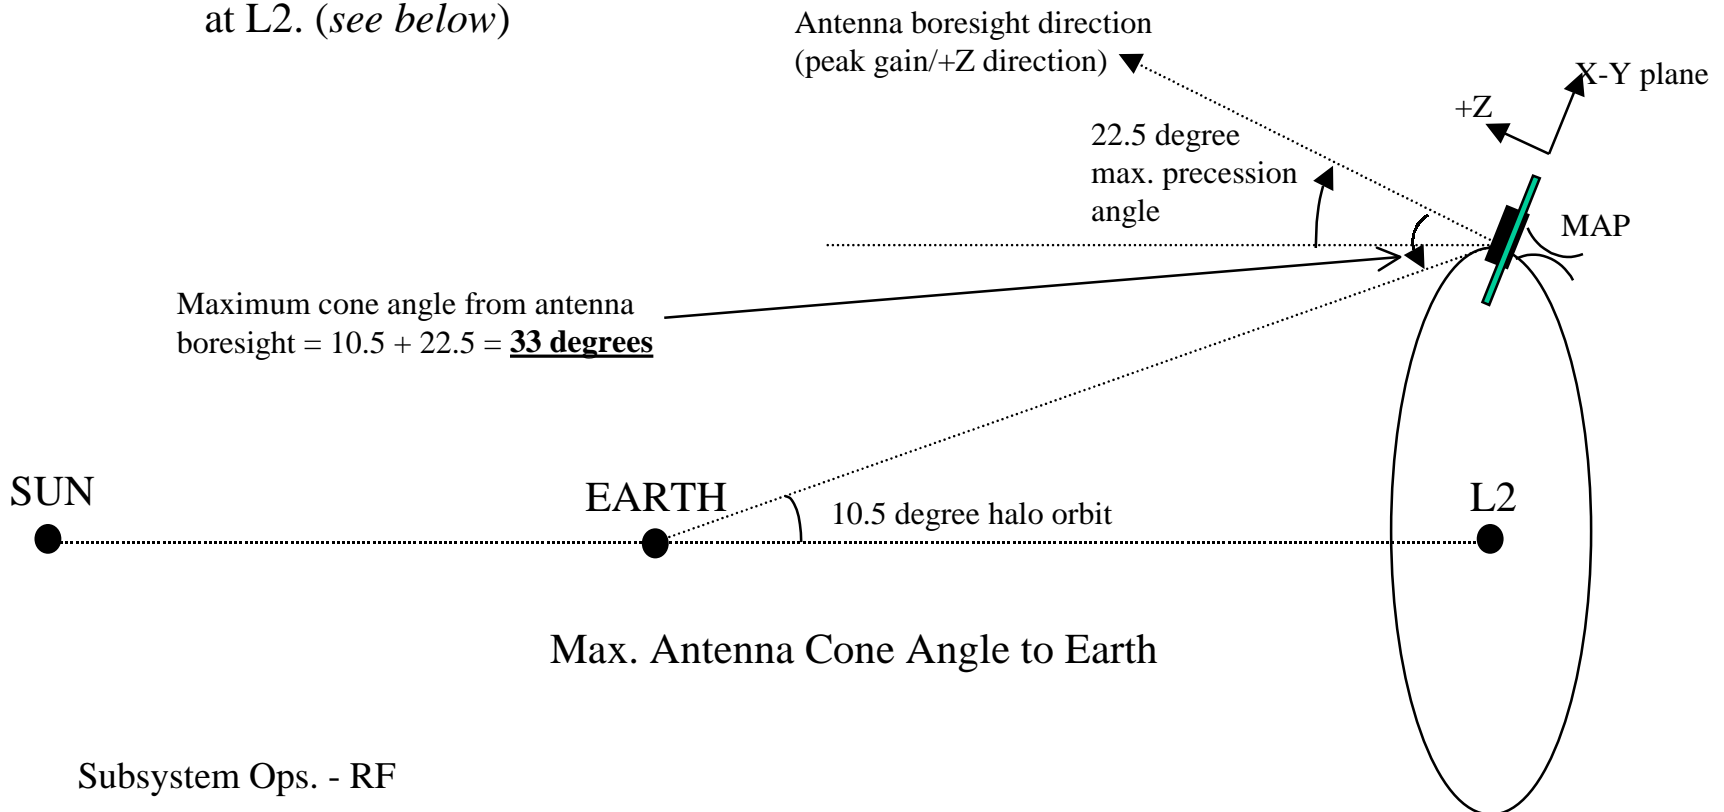 at L2. (see below)
Antenna boresight direction
(peak gain/+Z direction)
X-Y plane
+Z
22.5 degree
max. precession
angle
MAP
Maximum cone angle from antenna
boresight = 10.5 + 22.5 = 33 degrees
SUN
EARTH
L2
10.5 degree halo orbit
Max. Antenna Cone Angle to Earth
Subsystem Ops. - RF